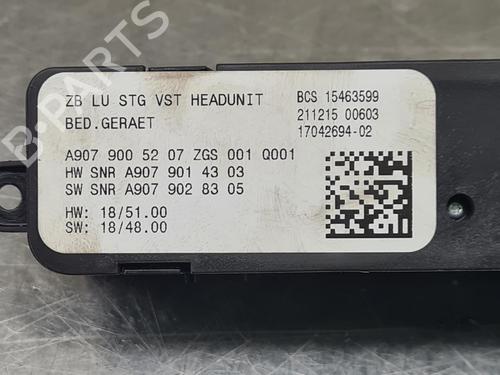 B-PARTS
ZB LU STG VST HEADUNIT
BED.GERAET
BCS 15463599
211215 00603
17042694-02
A907 900 52 07 ZGS 001 Q001
HW SNR A907 901 43 03
SW SNR A907 902 83 05
HW: 18/51.00
SW: 18/48.00